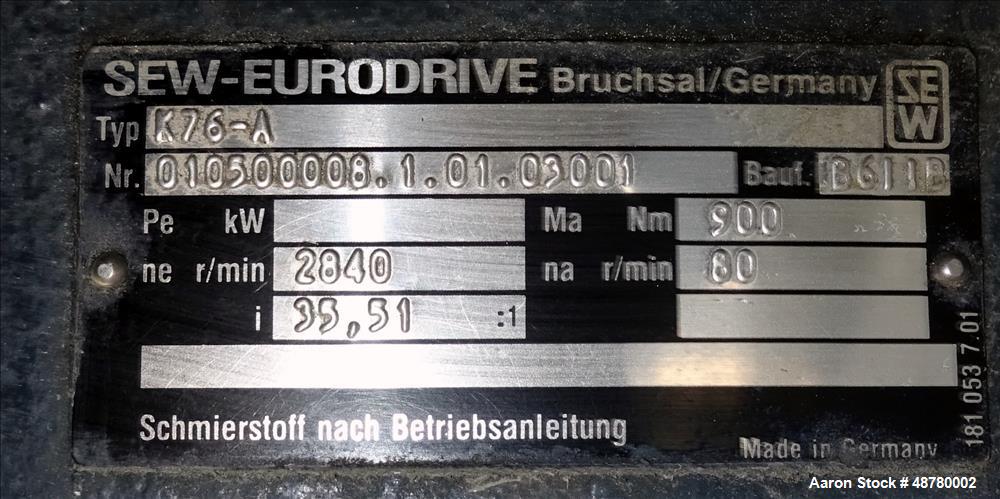 SEW-EURODRIVE Bruchsal/Germany SEW
Typ K76-A
Nr. 010500008.1.01.03001 Bauf. B6IIB
Pe kW Ma Nm 900
ne r/min 2840 na r/min 80
i 35,51 :1
181 053 7.01
Schmierstoff nach Betriebsanleitung
Made in Germany
Aaron Stock # 48780002